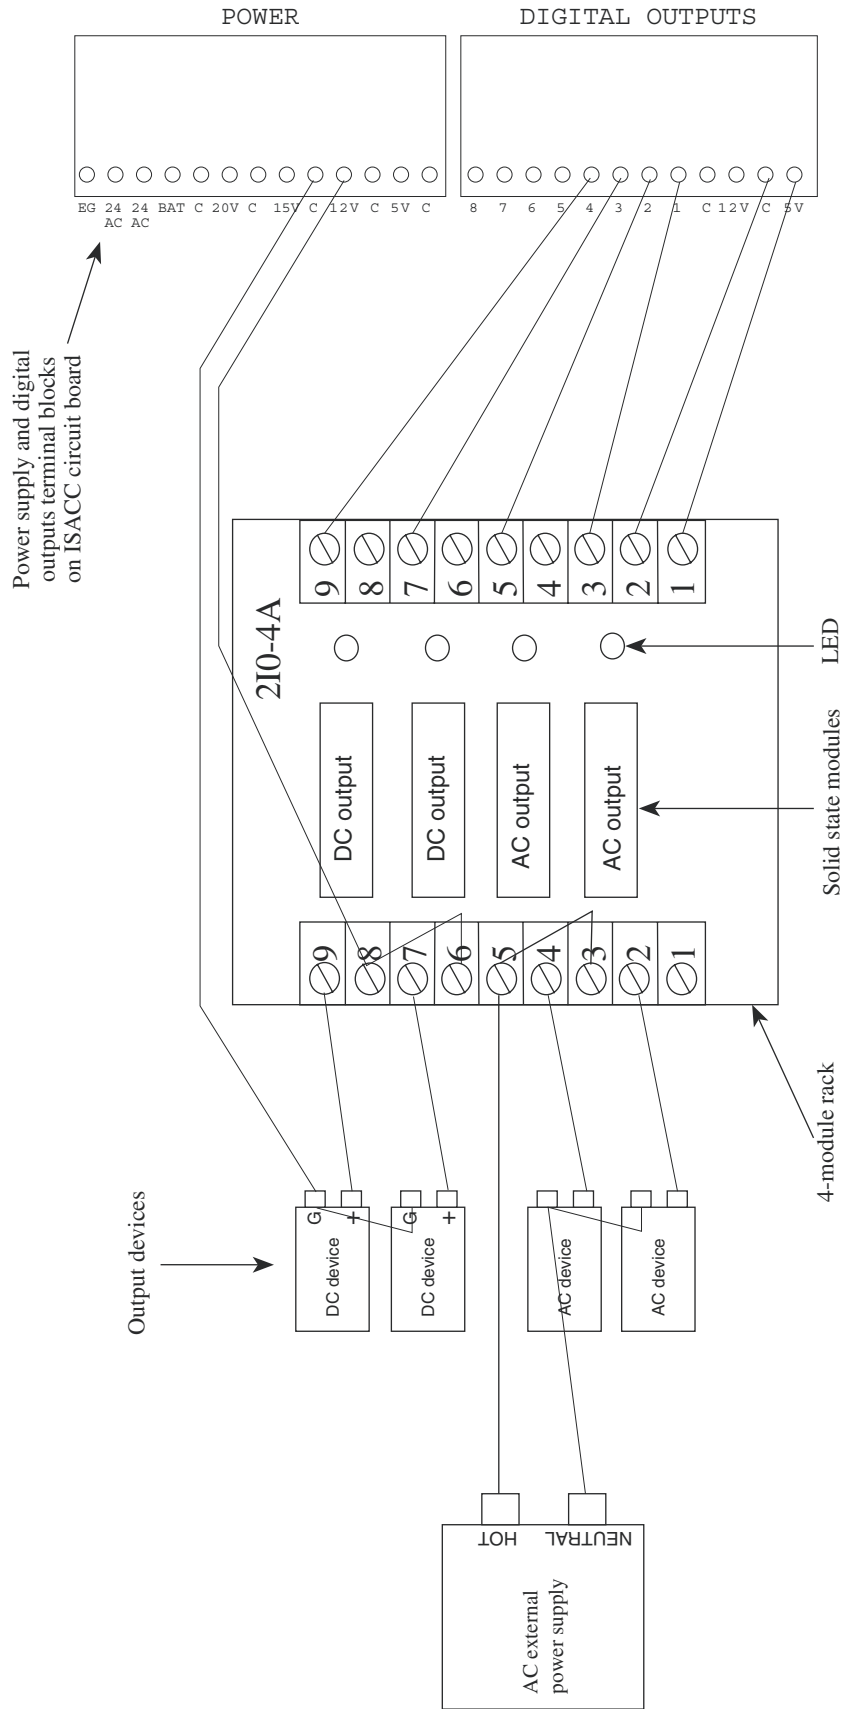 POWER
DIGITAL OUTPUTS
EG 24 AC 24 AC BAT C 20V C 15V C 12V C 5V C
8 7 6 5 4 3 2 1 C 12V C 5V
Power supply and digital
outputs terminal blocks
on ISACC circuit board
2I0-4A
9 8 7 6 5 4 3 2 1
LED
DC output
DC output
AC output
AC output
Solid state modules
9 8 7 6 5 4 3 2 1
4-module rack
Output devices
G +
DC device
G +
DC device
AC device
AC device
HOT
NEUTRAL
AC external
power supply